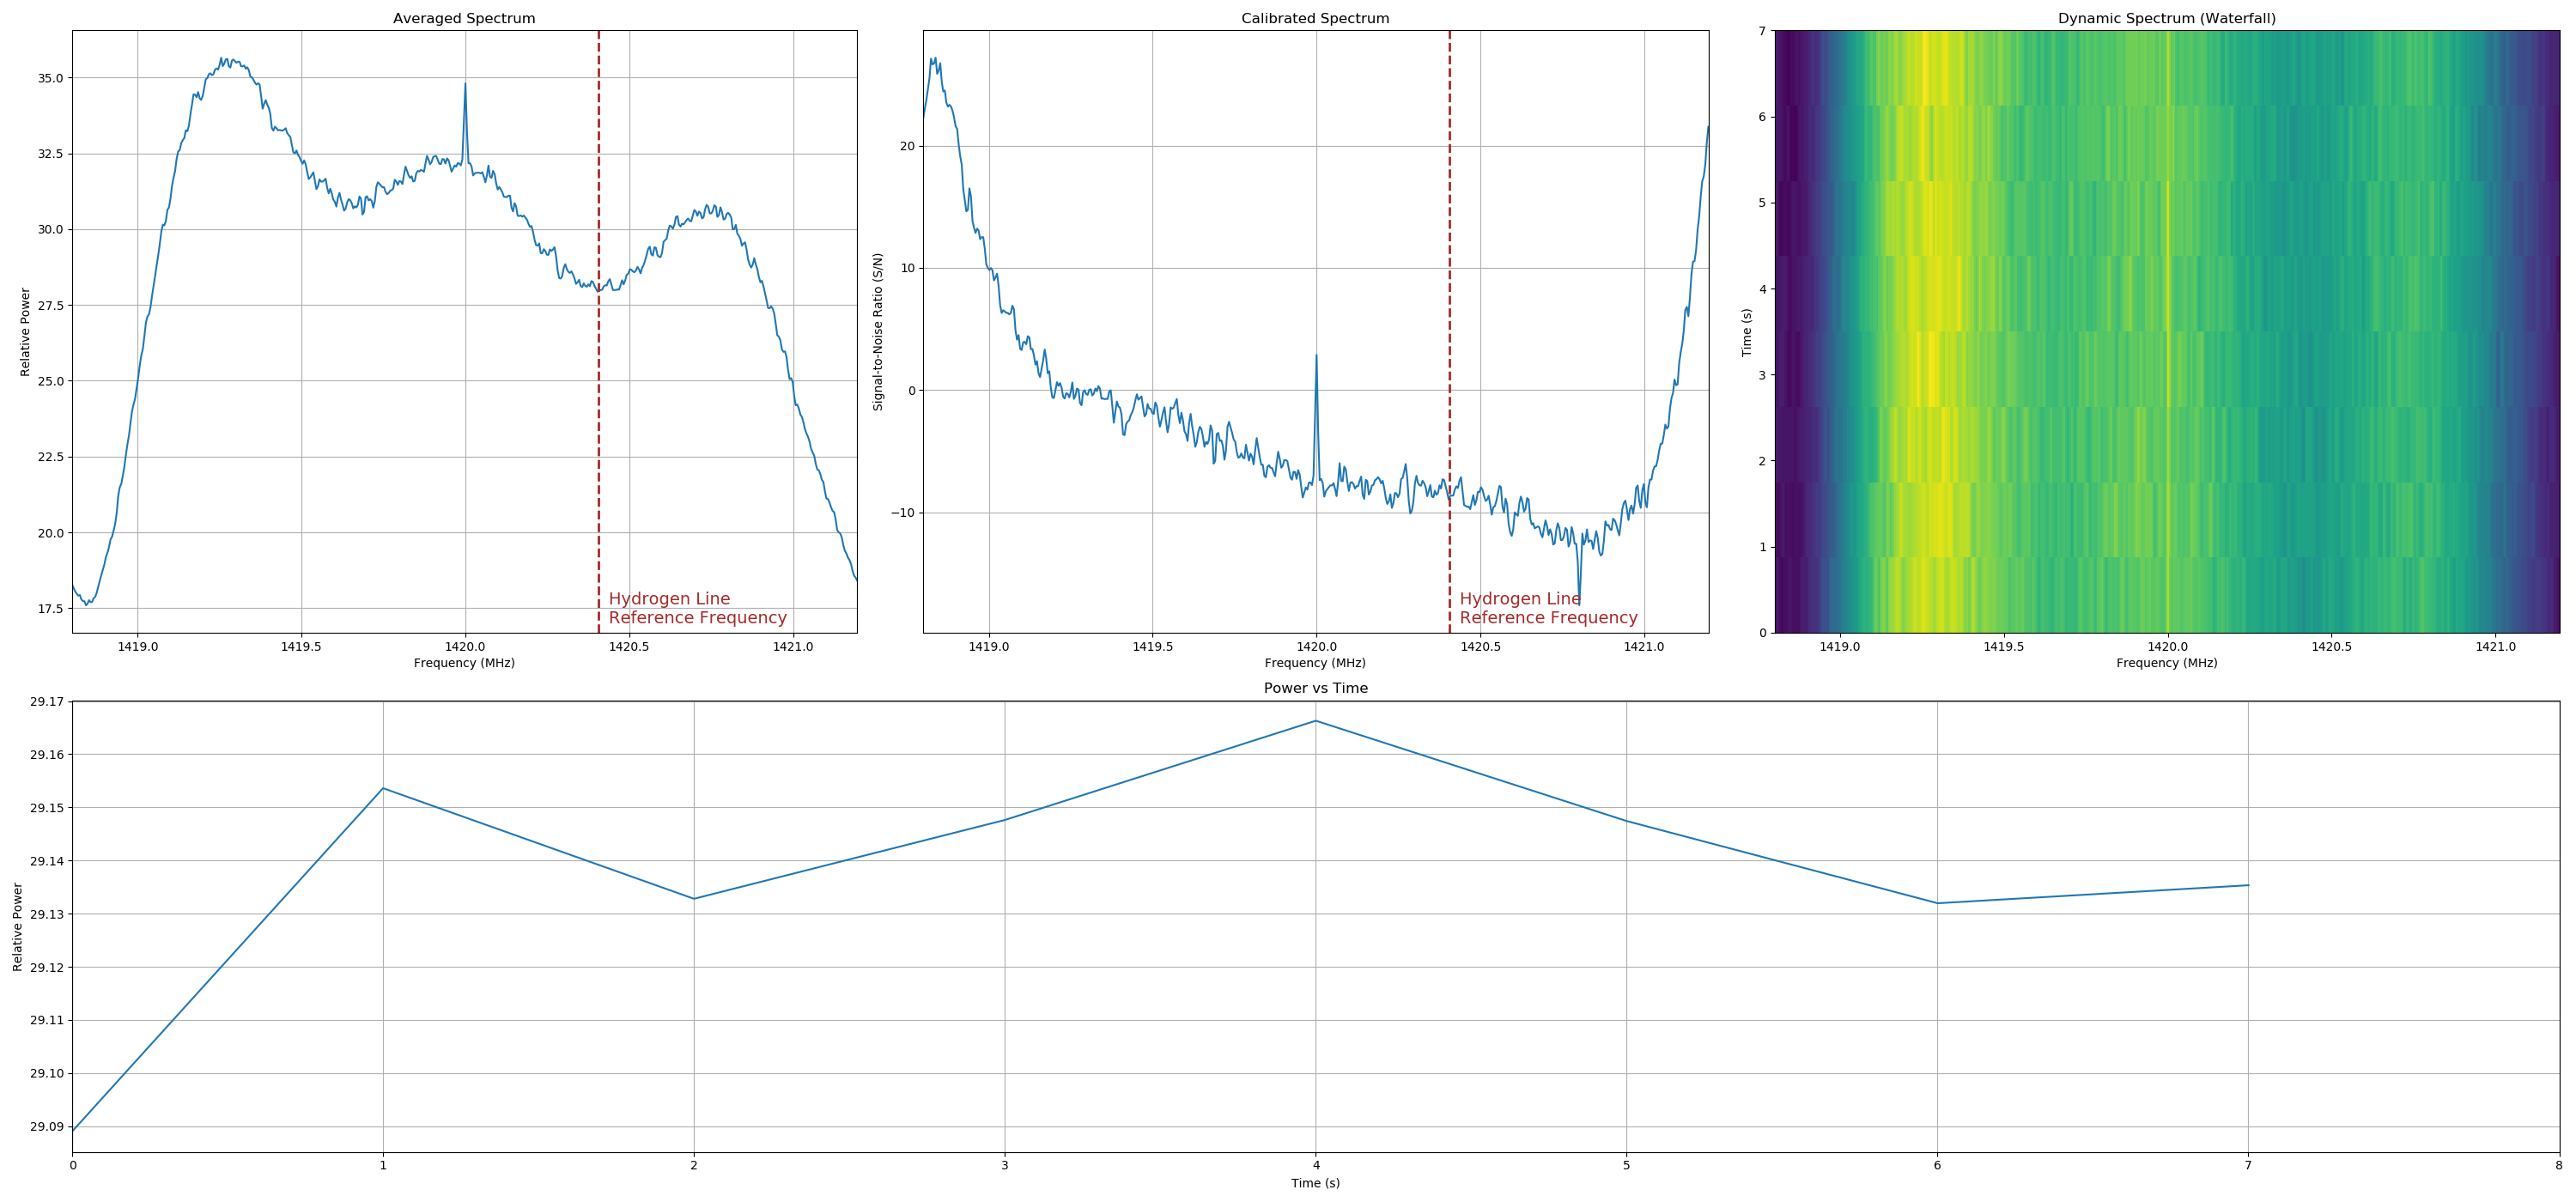 Averaged Spectrum
35.0
32.5
30.0
27.5
25.0
22.5
20.0
17.5
Relative Power
Hydrogen Line
Reference Frequency
1419.0 1419.5 1420.0 1420.5 1421.0
Frequency (MHz)
Calibrated Spectrum
20
10
0
−10
Signal-to-Noise Ratio (S/N)
Hydrogen Line
Reference Frequency
1419.0 1419.5 1420.0 1420.5 1421.0
Frequency (MHz)
Dynamic Spectrum (Waterfall)
7
6
5
4
3
2
1
0
Time (s)
1419.0 1419.5 1420.0 1420.5 1421.0
Frequency (MHz)
Power vs Time
29.17
29.16
29.15
29.14
29.13
29.12
29.11
29.10
29.09
Relative Power
0 1 2 3 4 5 6 7 8
Time (s)